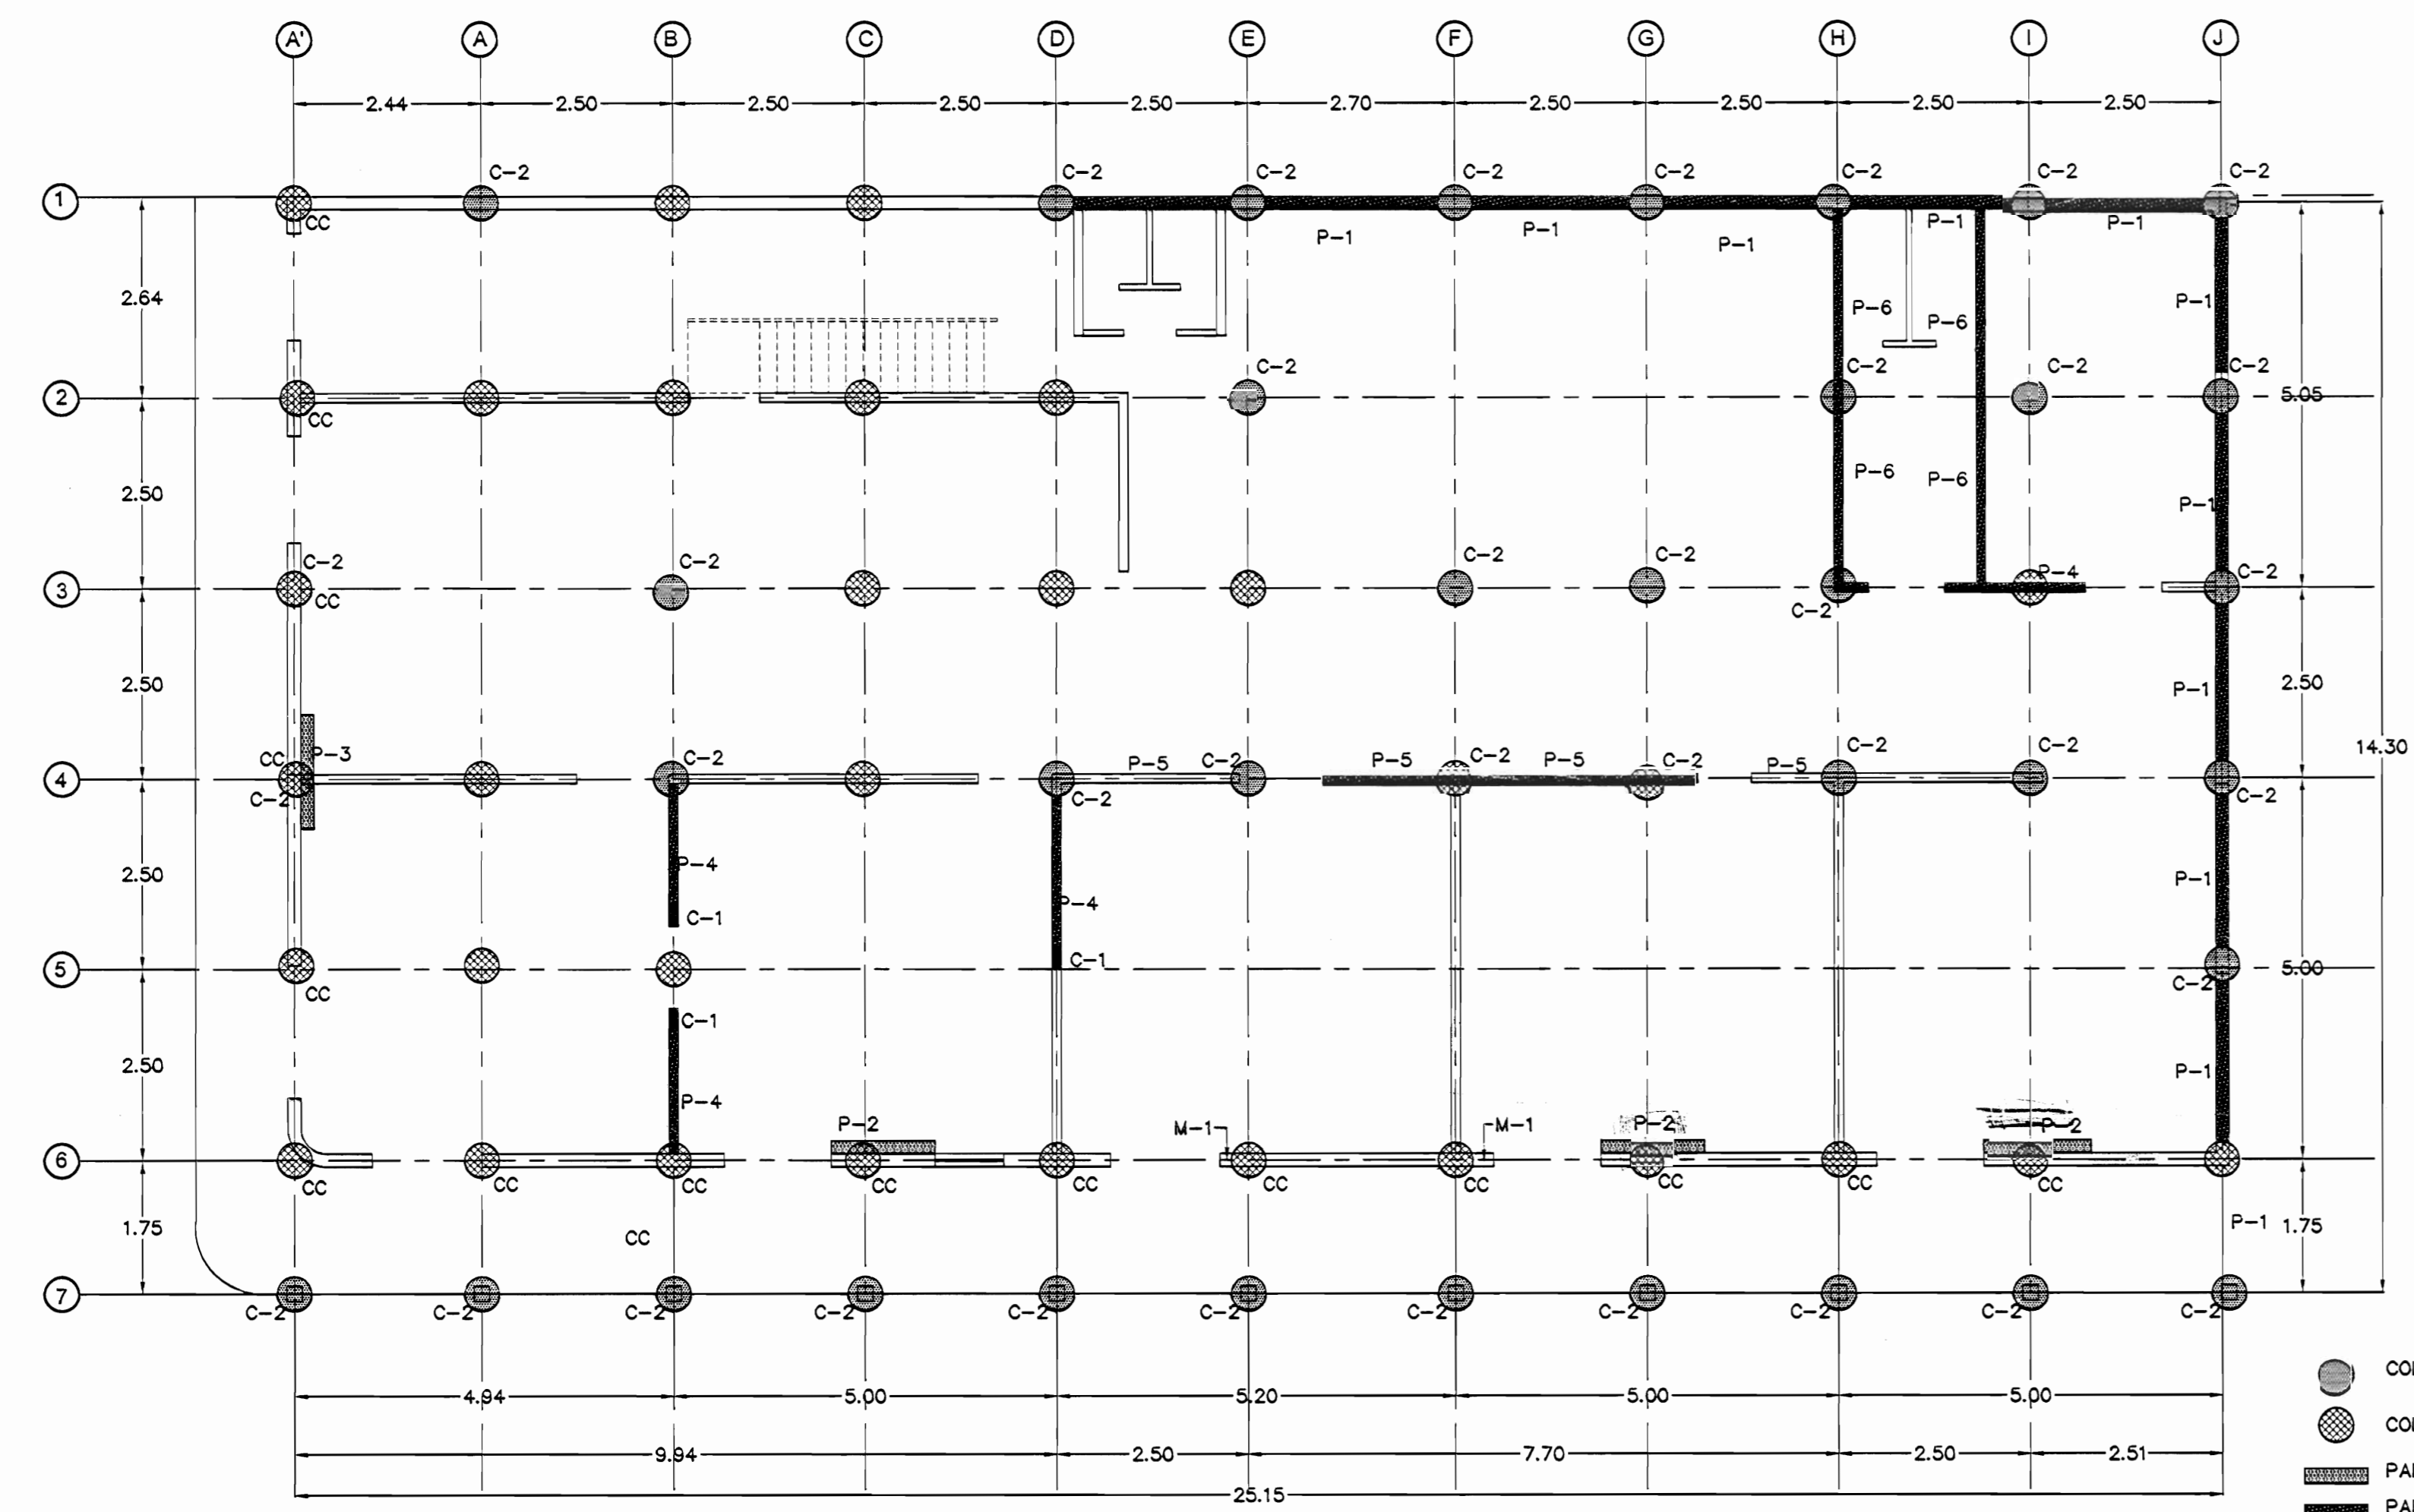 A' A B C D E F G H I J
2.44 2.50 2.50 2.50 2.50 2.70 2.50 2.50 2.50 2.50
C-2 C-2 C-2 C-2 C-2 C-2 C-2 C-2
1
CC P-1 P-1 P-1 P-1 P-1
2.64 P-6 P-6 P-1
C-2 C-2 C-2 C-2
2 5.05
CC
2.50 P-6 P-6 P-1
C-2 C-2 C-2 C-2 P-4 C-2
3
CC C-2
2.50 P-1 2.50
CC P-3 C-2 P-5 C-2 P-5 C-2 P-5 C-2 P-5 C-2 C-2 14.30
4
C-2 C-2 C-2
2.50 P-4 P-4 P-1
C-1 C-1
5 5.00
CC C-2
C-1
2.50 P-4 P-1
P-2 M-1 M-1 P-2 P-2
6
CC CC CC CC CC CC CC CC CC CC
1.75 CC P-1 1.75
7
C-2 C-2 C-2 C-2 C-2 C-2 C-2 C-2 C-2 C-2 C-2
4.94 5.00 5.20 5.00 5.00
9.94 2.50 7.70 2.50 2.51
25.15